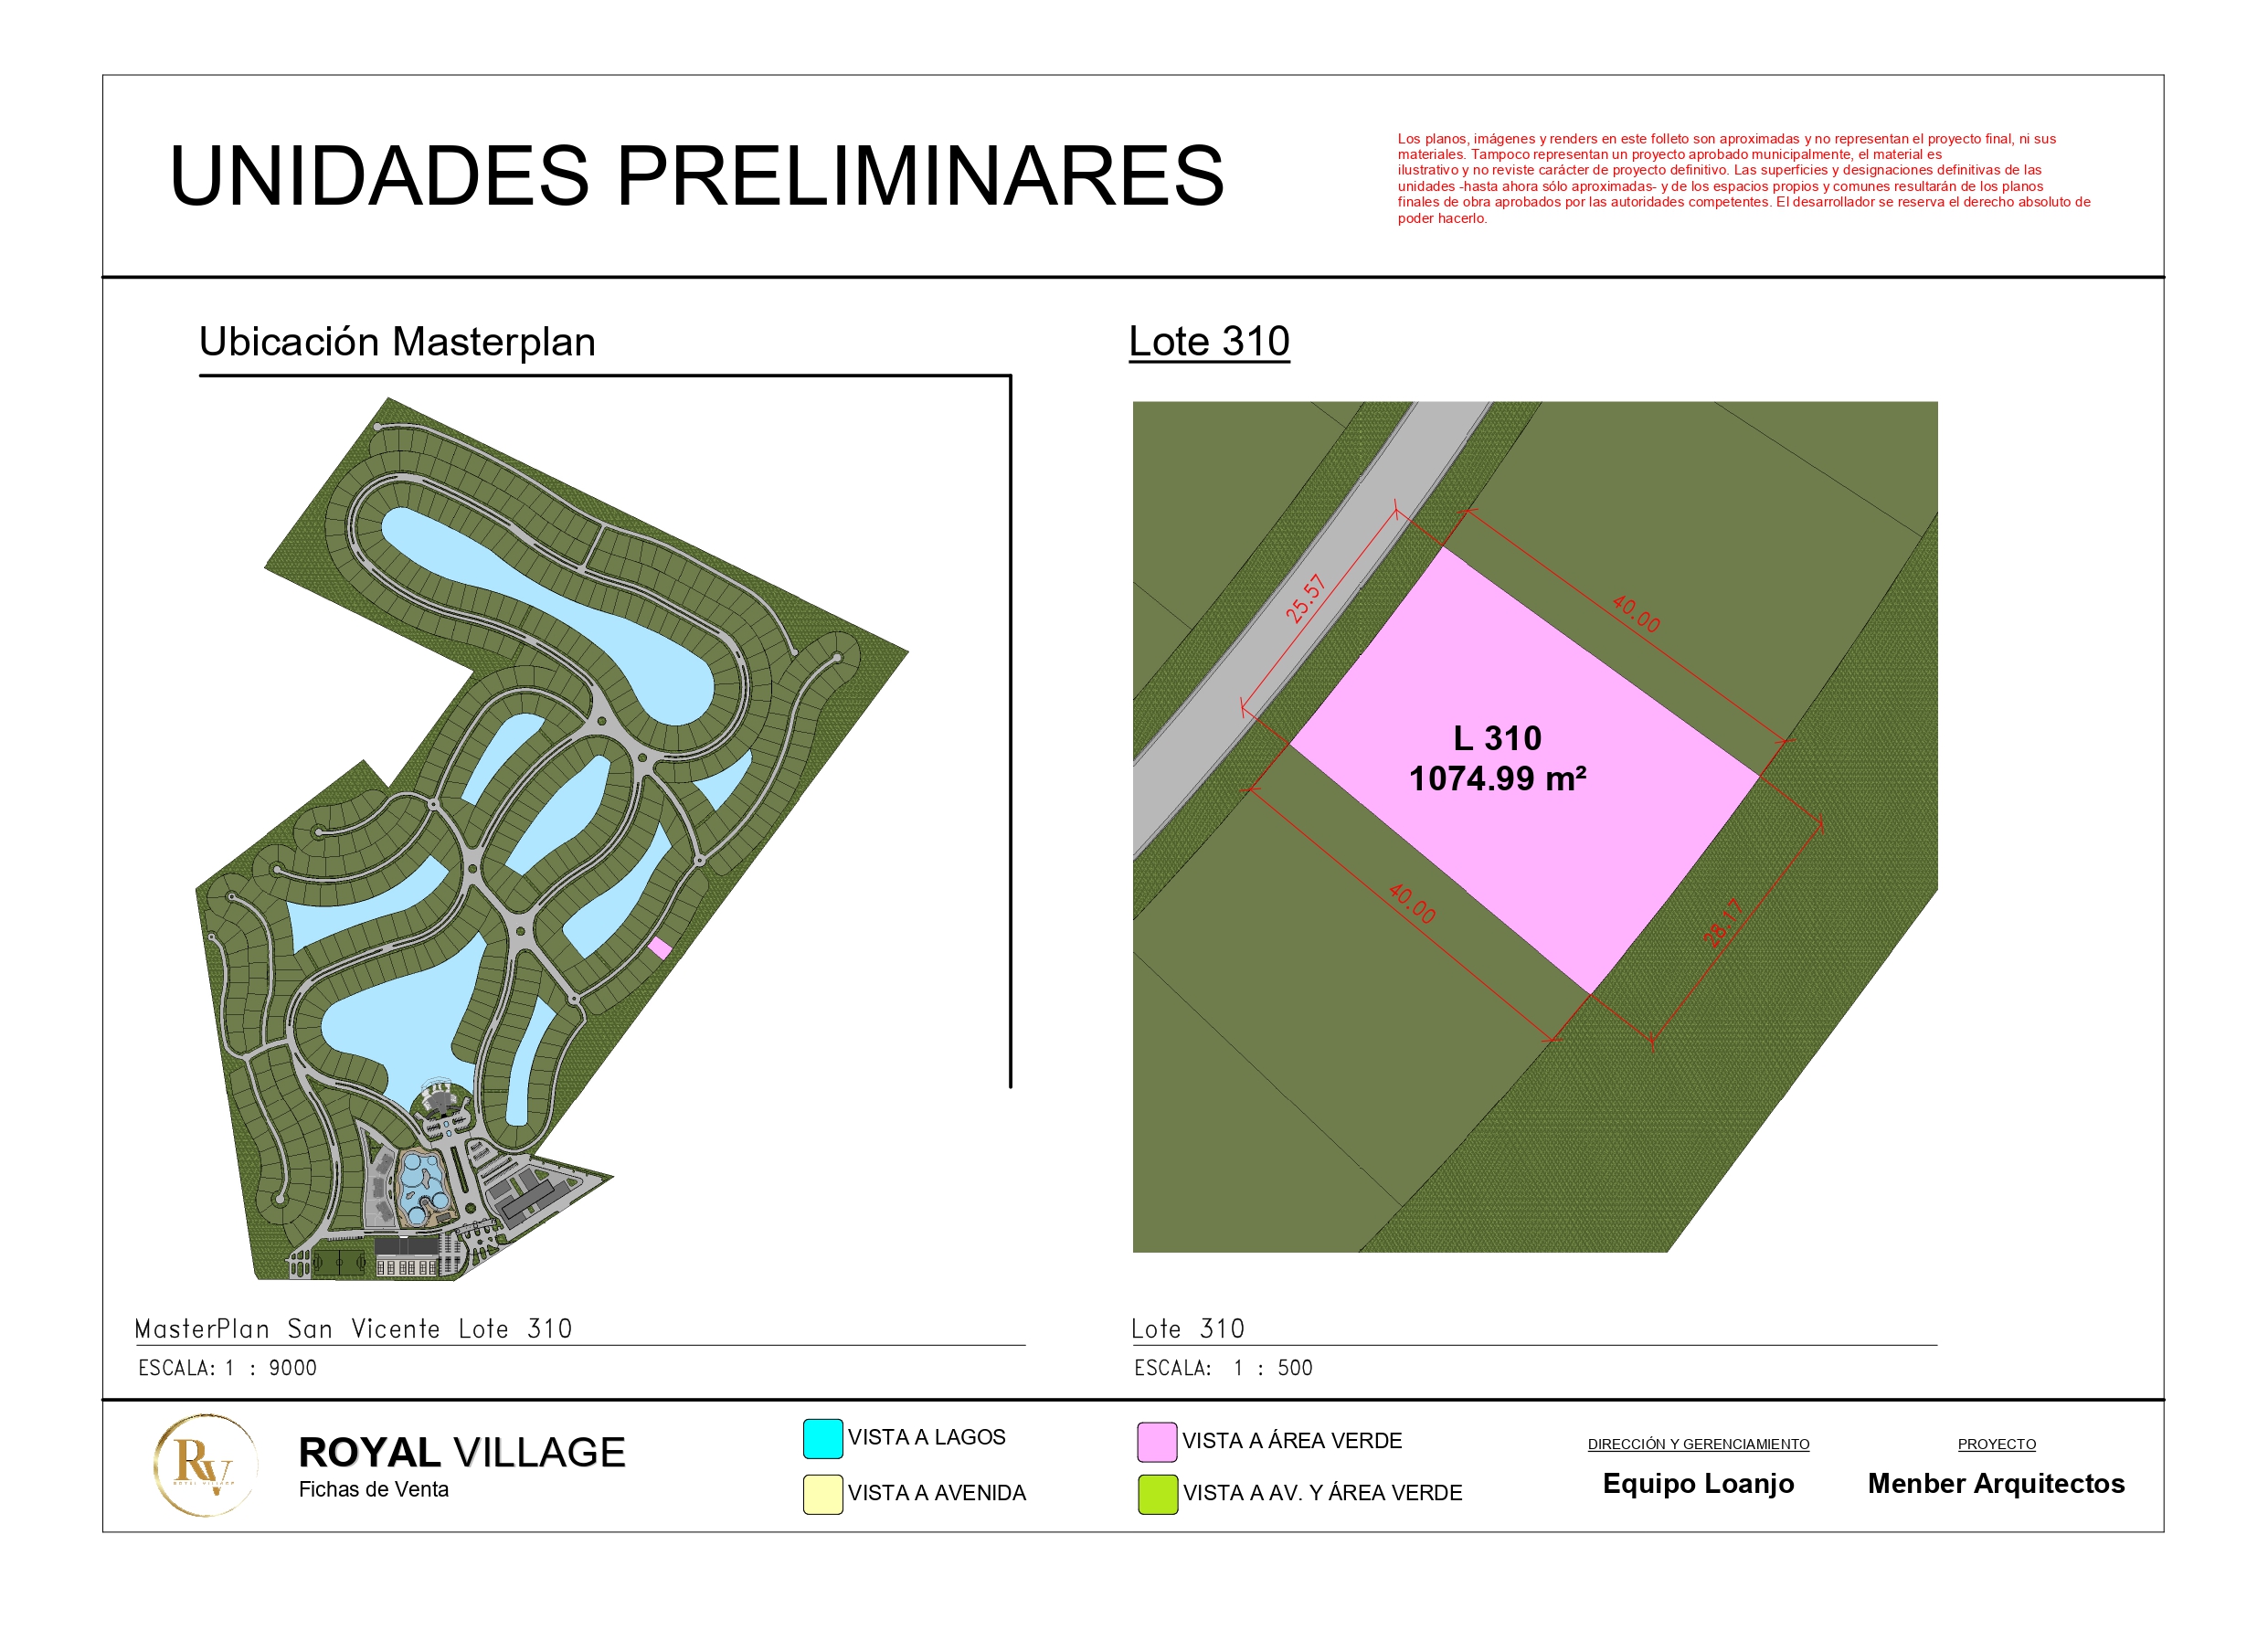 UNIDADES PRELIMINARES
Los planos, imágenes y renders en este folleto son aproximadas y no representan el proyecto final, ni sus
materiales. Tampoco representan un proyecto aprobado municipalmente, el material es
ilustrativo y no reviste carácter de proyecto definitivo. Las superficies y designaciones definitivas de las
unidades -hasta ahora sólo aproximadas- y de los espacios propios y comunes resultarán de los planos
finales de obra aprobados por las autoridades competentes. El desarrollador se reserva el derecho absoluto de
poder hacerlo.
Ubicación Masterplan
Lote 310
25.57
40.00
L 310
1074.99 m²
40.00
28.17
MasterPlan San Vicente Lote 310
ESCALA: 1 : 9000
Lote 310
ESCALA: 1 : 500
RV
ROYAL VILLAGE
ROYAL VILLAGE
Fichas de Venta
VISTA A LAGOS
VISTA A AVENIDA
VISTA A ÁREA VERDE
VISTA A AV. Y ÁREA VERDE
DIRECCIÓN Y GERENCIAMIENTO
Equipo Loanjo
PROYECTO
Menber Arquitectos